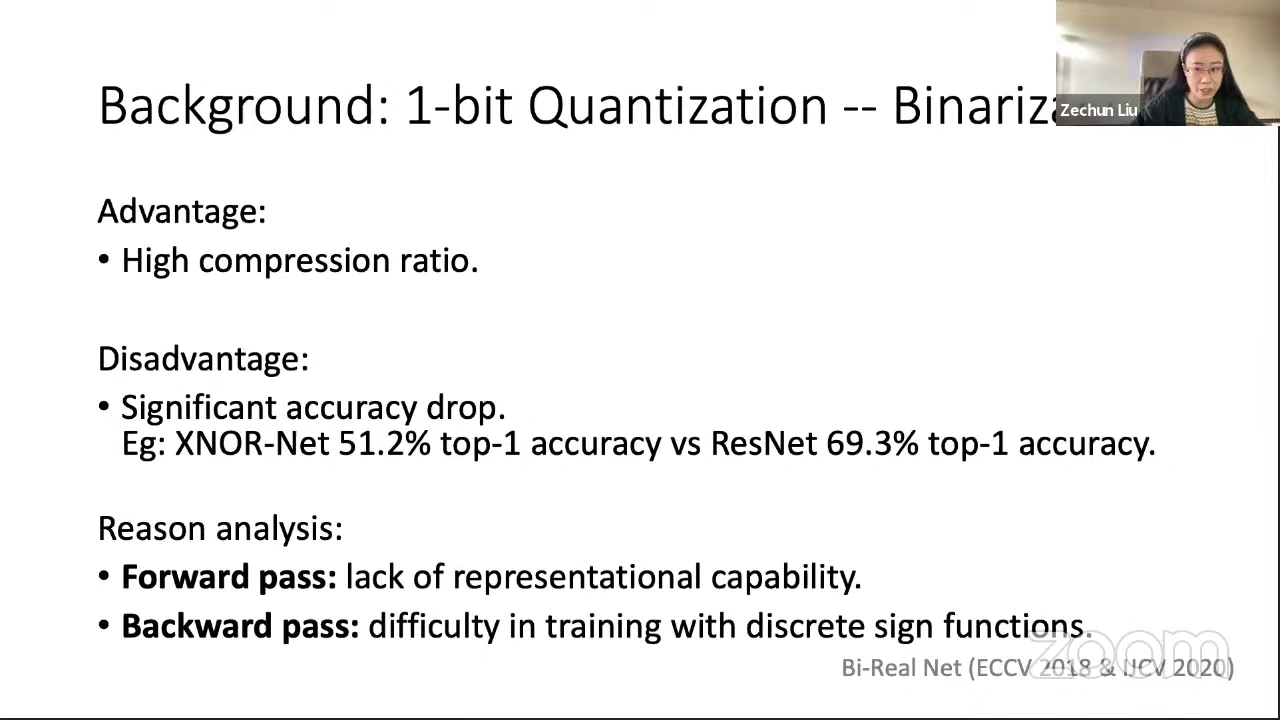 Background: 1-bit Quantization -- Binariza
Zechun Liu
Advantage:
• High compression ratio.
Disadvantage:
• Significant accuracy drop.
Eg: XNOR-Net 51.2% top-1 accuracy vs ResNet 69.3% top-1 accuracy.
Reason analysis:
• Forward pass: lack of representational capability.
• Backward pass: difficulty in training with discrete sign functions.
zoom
Bi-Real Net (ECCV 2018 & IJCV 2020)